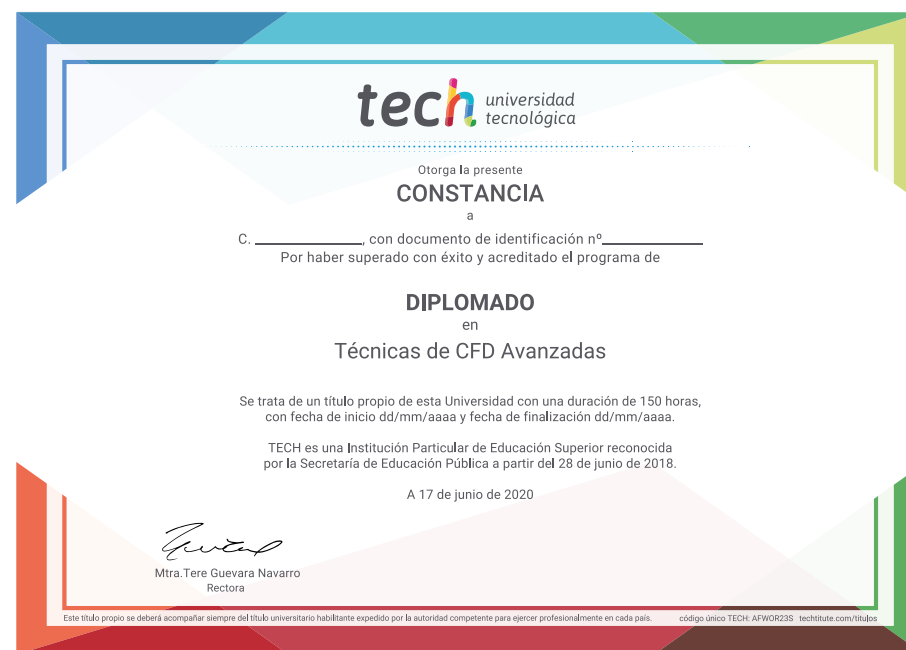 tech universidad
tecnológica
Otorga la presente
CONSTANCIA
a
C. ______________, con documento de identificación nº______________
Por haber superado con éxito y acreditado el programa de
DIPLOMADO
en
Técnicas de CFD Avanzadas
Se trata de un título propio de esta Universidad con una duración de 150 horas,
con fecha de inicio dd/mm/aaaa y fecha de finalización dd/mm/aaaa.
TECH es una Institución Particular de Educación Superior reconocida
por la Secretaría de Educación Pública a partir del 28 de junio de 2018.
A 17 de junio de 2020
Mtra.Tere Guevara Navarro
Rectora
Este título propio se deberá acompañar siempre del título universitario habilitante expedido por la autoridad competente para ejercer profesionalmente en cada país. código único TECH: AFWOR23S techtitute.com/titulos